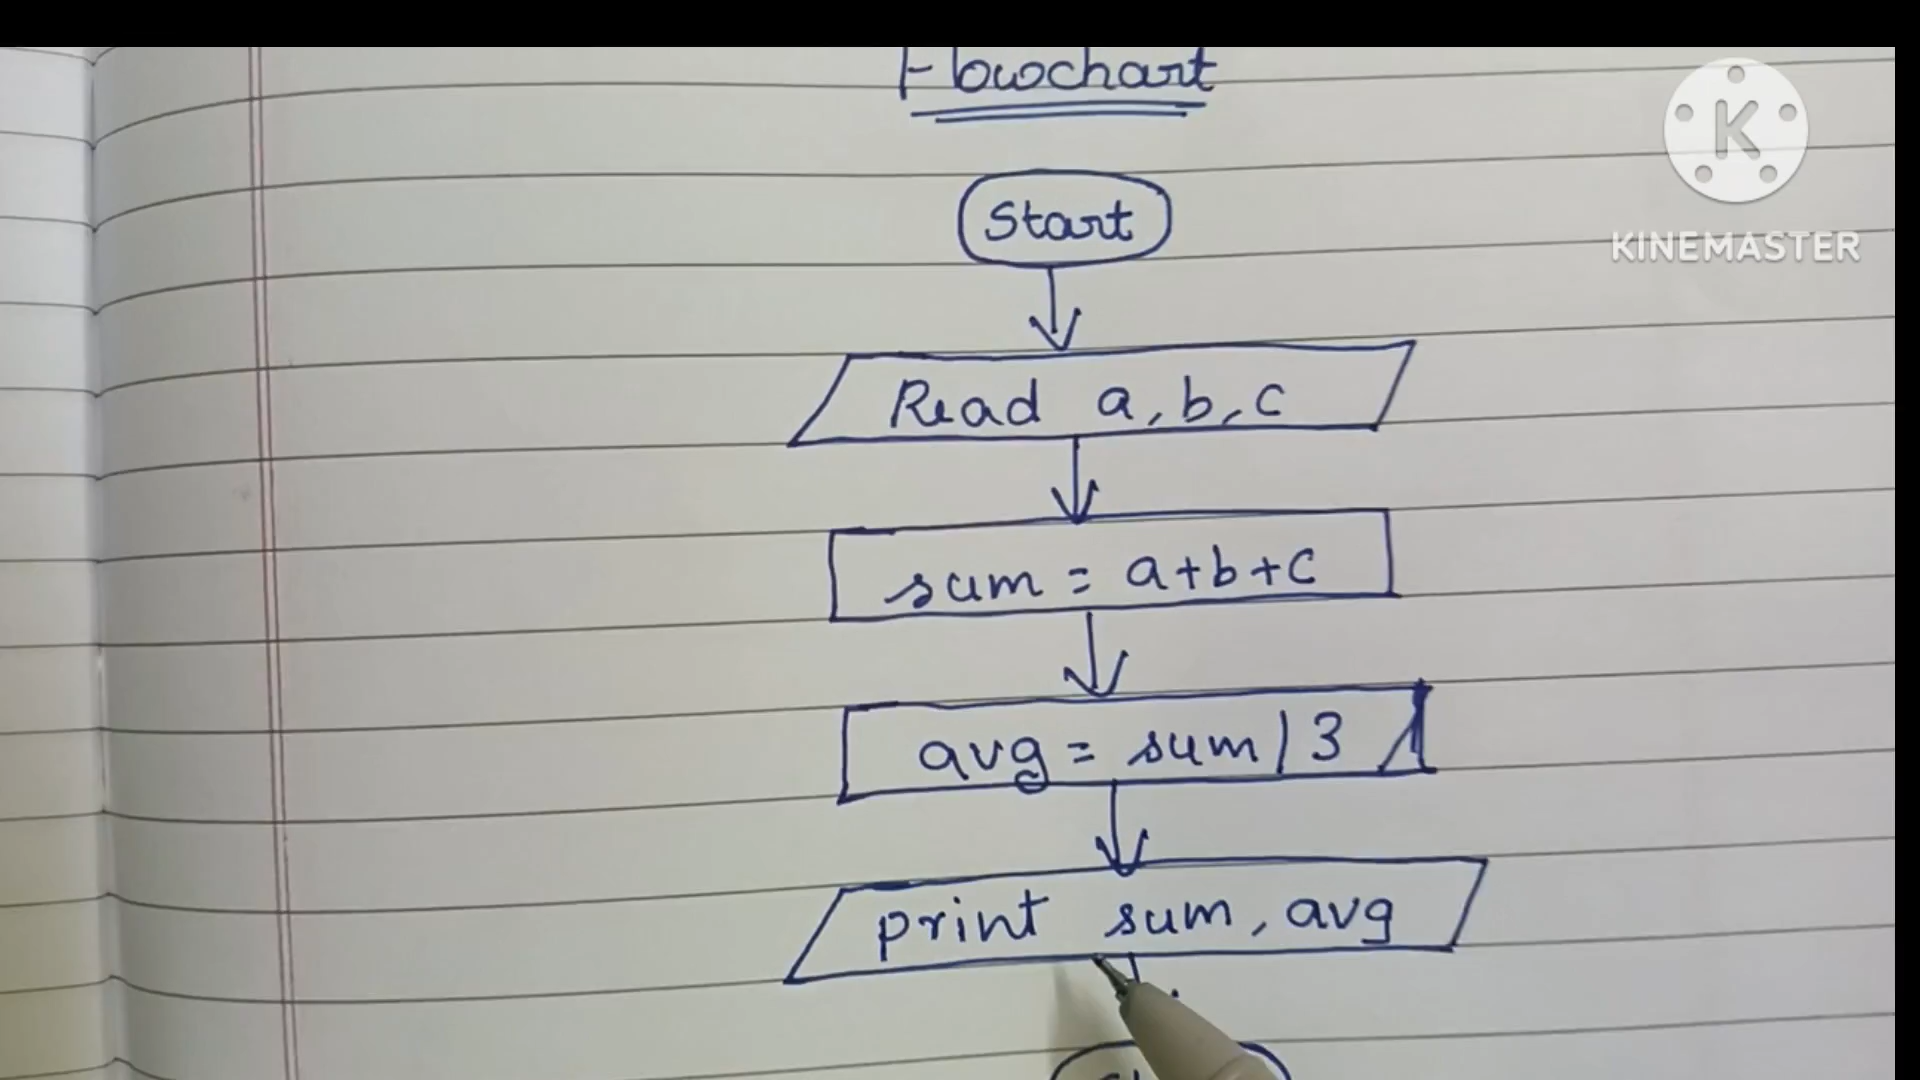 Flowchart
Start
KINEMASTER
Read a, b, c
sum = a+b+c
avg = sum / 3
print sum, avg